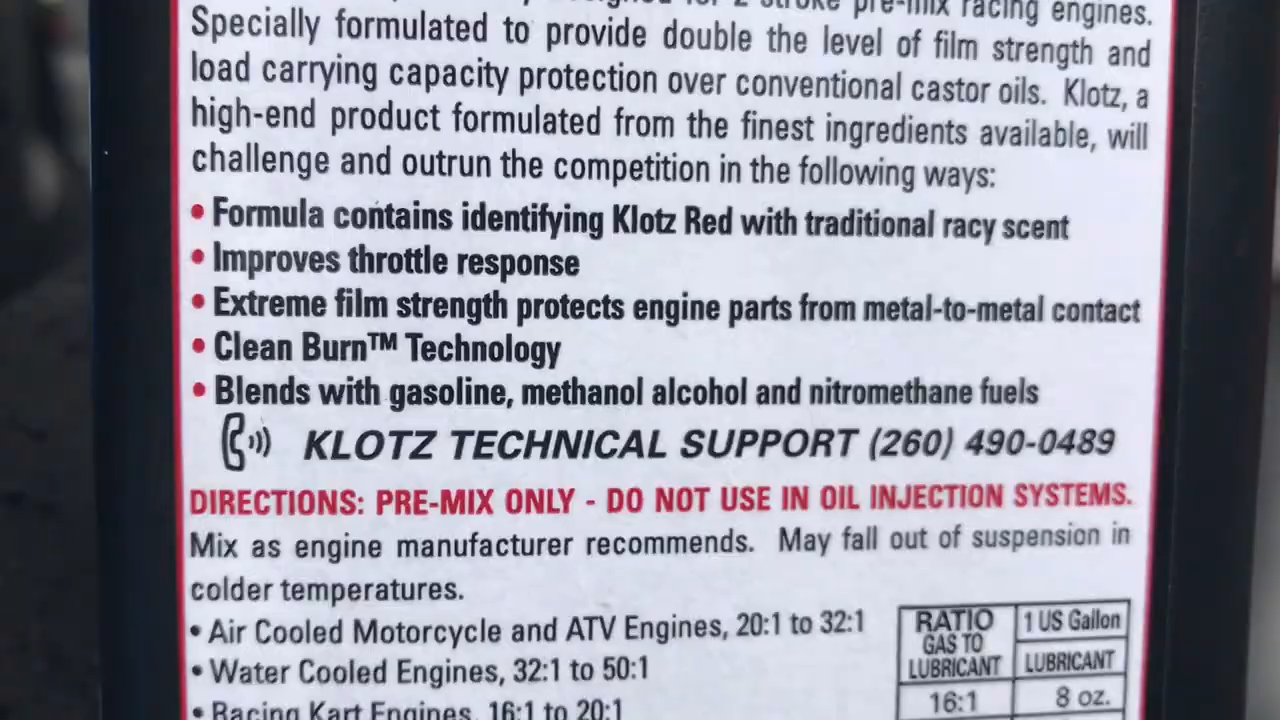 2-stroke pre-mix racing engines.
Specially formulated to provide double the level of film strength and
load carrying capacity protection over conventional castor oils. Klotz, a
high-end product formulated from the finest ingredients available, will
challenge and outrun the competition in the following ways:
• Formula contains identifying Klotz Red with traditional racy scent
• Improves throttle response
• Extreme film strength protects engine parts from metal-to-metal contact
• Clean Burn™ Technology
• Blends with gasoline, methanol alcohol and nitromethane fuels
KLOTZ TECHNICAL SUPPORT (260) 490-0489
DIRECTIONS: PRE-MIX ONLY - DO NOT USE IN OIL INJECTION SYSTEMS.
Mix as engine manufacturer recommends. May fall out of suspension in
colder temperatures.
• Air Cooled Motorcycle and ATV Engines, 20:1 to 32:1
• Water Cooled Engines, 32:1 to 50:1
• Racing Kart Engines, 16:1 to 20:1
RATIO
GAS TO
LUBRICANT
1 US Gallon
LUBRICANT
16:1
8 oz.